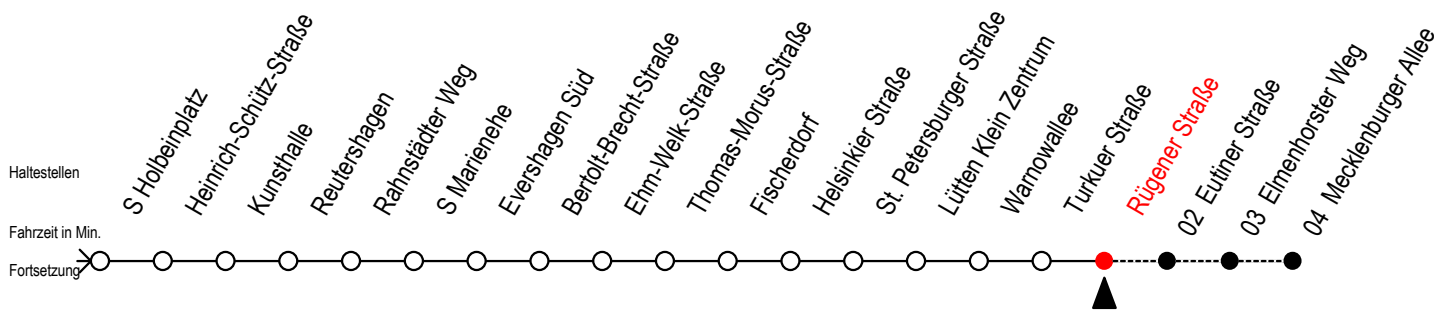 Haltestellen
S Holbeinplatz
Heinrich-Schütz-Straße
Kunsthalle
Reutershagen
Rahnstädter Weg
S Marienehe
Evershagen Süd
Bertolt-Brecht-Straße
Ehm-Welk-Straße
Thomas-Morus-Straße
Fischerdorf
Helsinkier Straße
St. Petersburger Straße
Lütten Klein Zentrum
Warnowallee
Turkuer Straße
Rügener Straße
02 Eutiner Straße
03 Elmenhorster Weg
04 Mecklenburger Allee
Fahrzeit in Min.
Fortsetzung